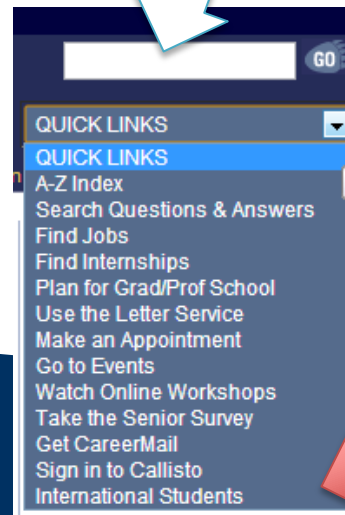 GO
QUICK LINKS
QUICK LINKS
A-Z Index
Search Questions & Answers
Find Jobs
Find Internships
Plan for Grad/Prof School
Use the Letter Service
Make an Appointment
Go to Events
Watch Online Workshops
Take the Senior Survey
Get CareerMail
Sign in to Callisto
International Students